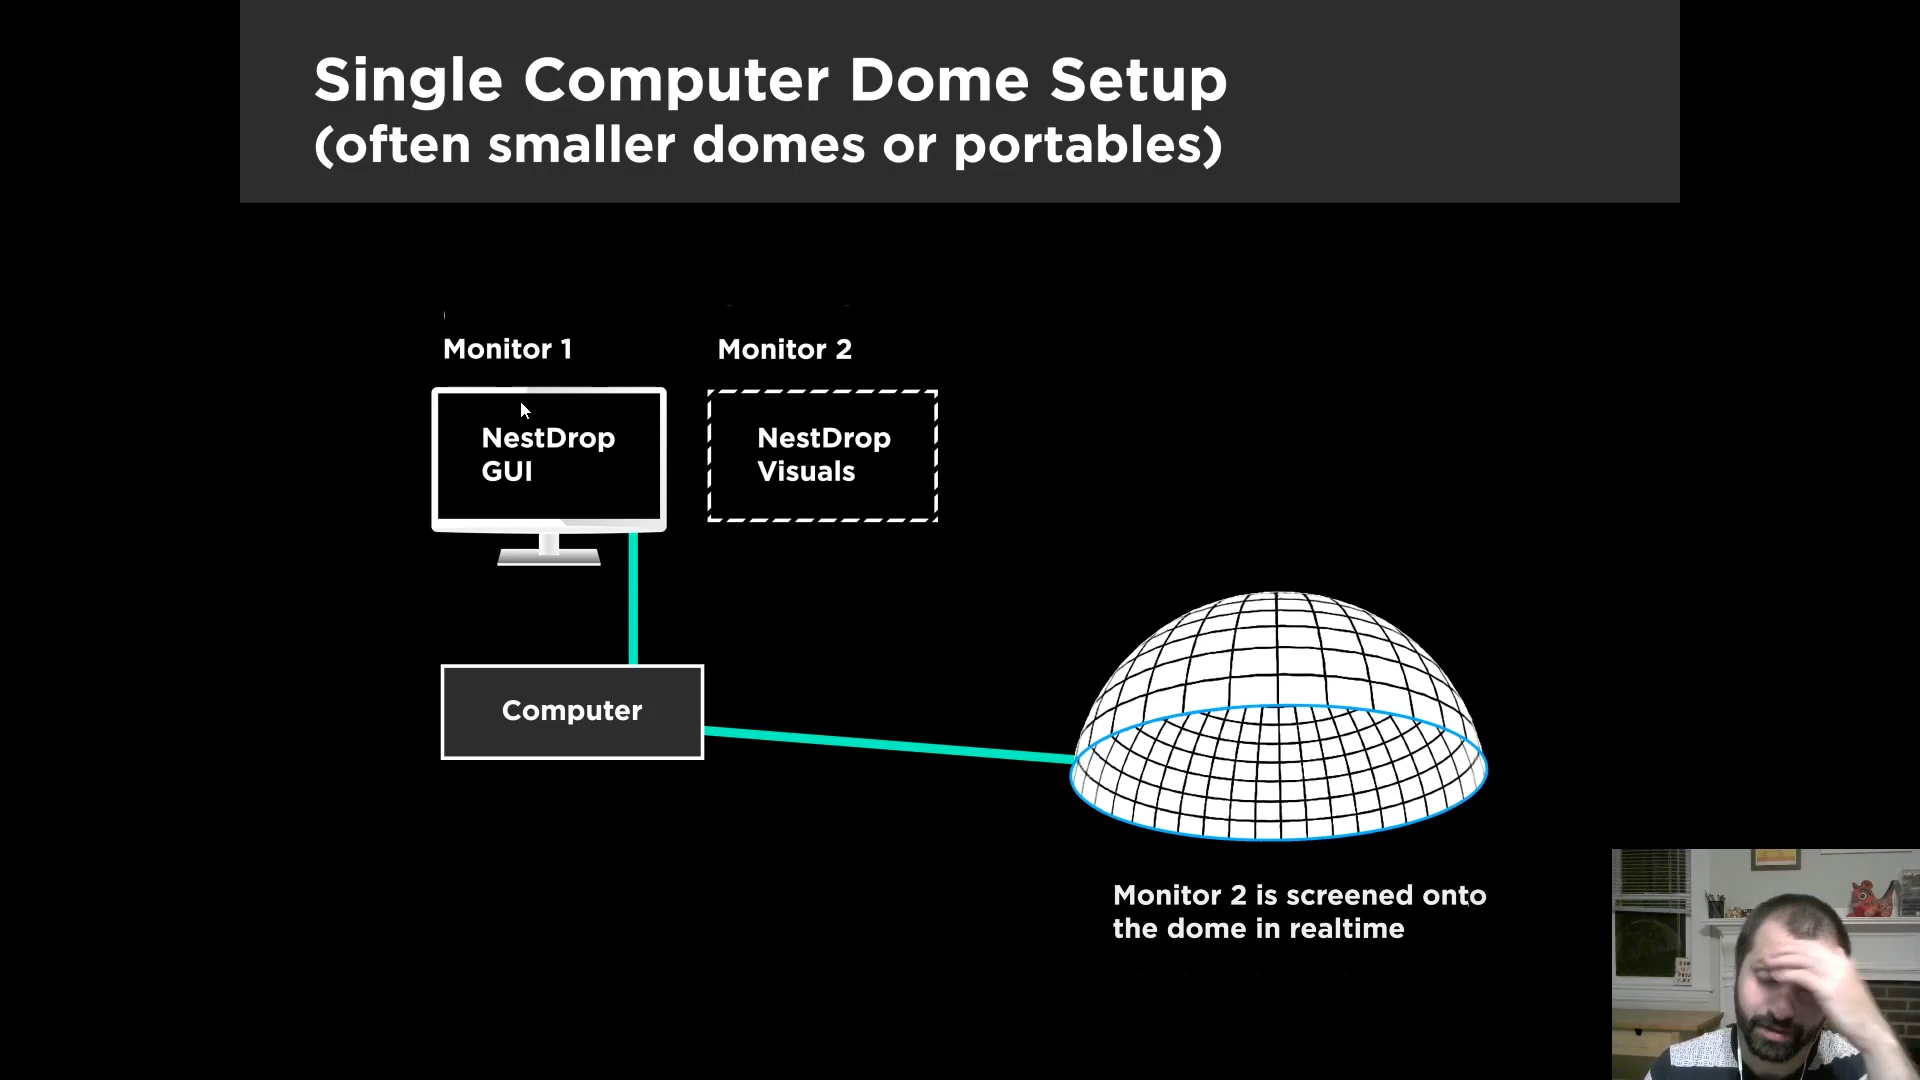 Single Computer Dome Setup
(often smaller domes or portables)
Monitor 1
Monitor 2
NestDrop
GUI
NestDrop
Visuals
Computer
Monitor 2 is screened onto
the dome in realtime